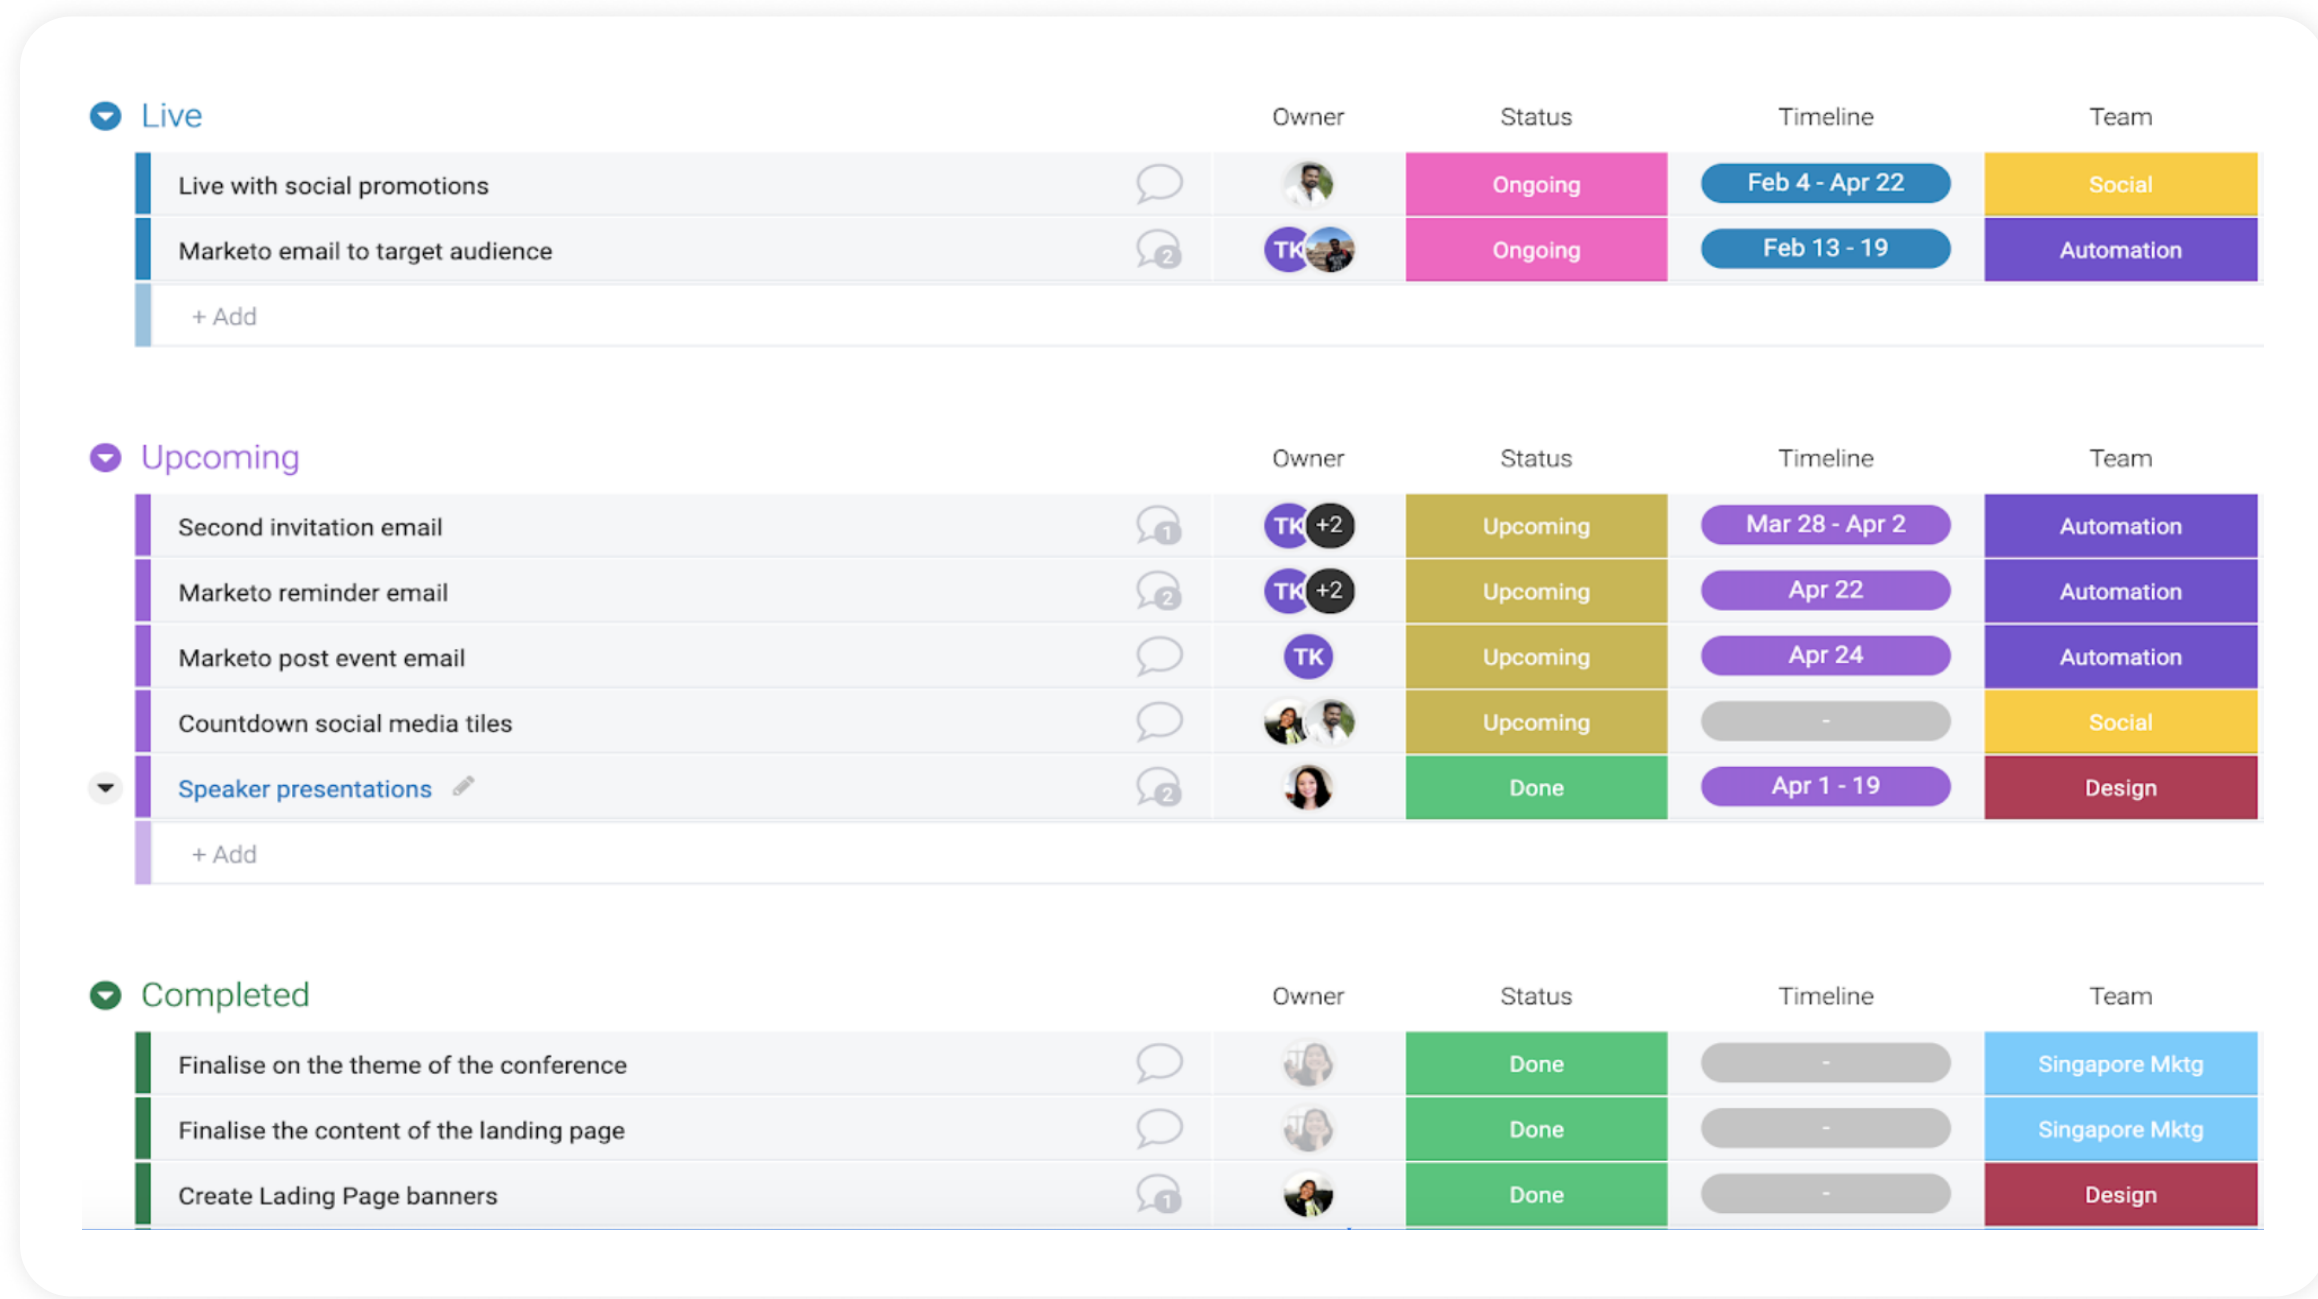 Live Owner Status Timeline Team
Live with social promotions Ongoing Feb 4 - Apr 22 Social
Marketo email to target audience 2 TK Ongoing Feb 13 - 19 Automation
+ Add
Upcoming Owner Status Timeline Team
Second invitation email 1 TK +2 Upcoming Mar 28 - Apr 2 Automation
Marketo reminder email 2 TK +2 Upcoming Apr 22 Automation
Marketo post event email TK Upcoming Apr 24 Automation
Countdown social media tiles Upcoming - Social
Speaker presentations 2 Done Apr 1 - 19 Design
+ Add
Completed Owner Status Timeline Team
Finalise on the theme of the conference Done - Singapore Mktg
Finalise the content of the landing page Done - Singapore Mktg
Create Lading Page banners 1 Done - Design